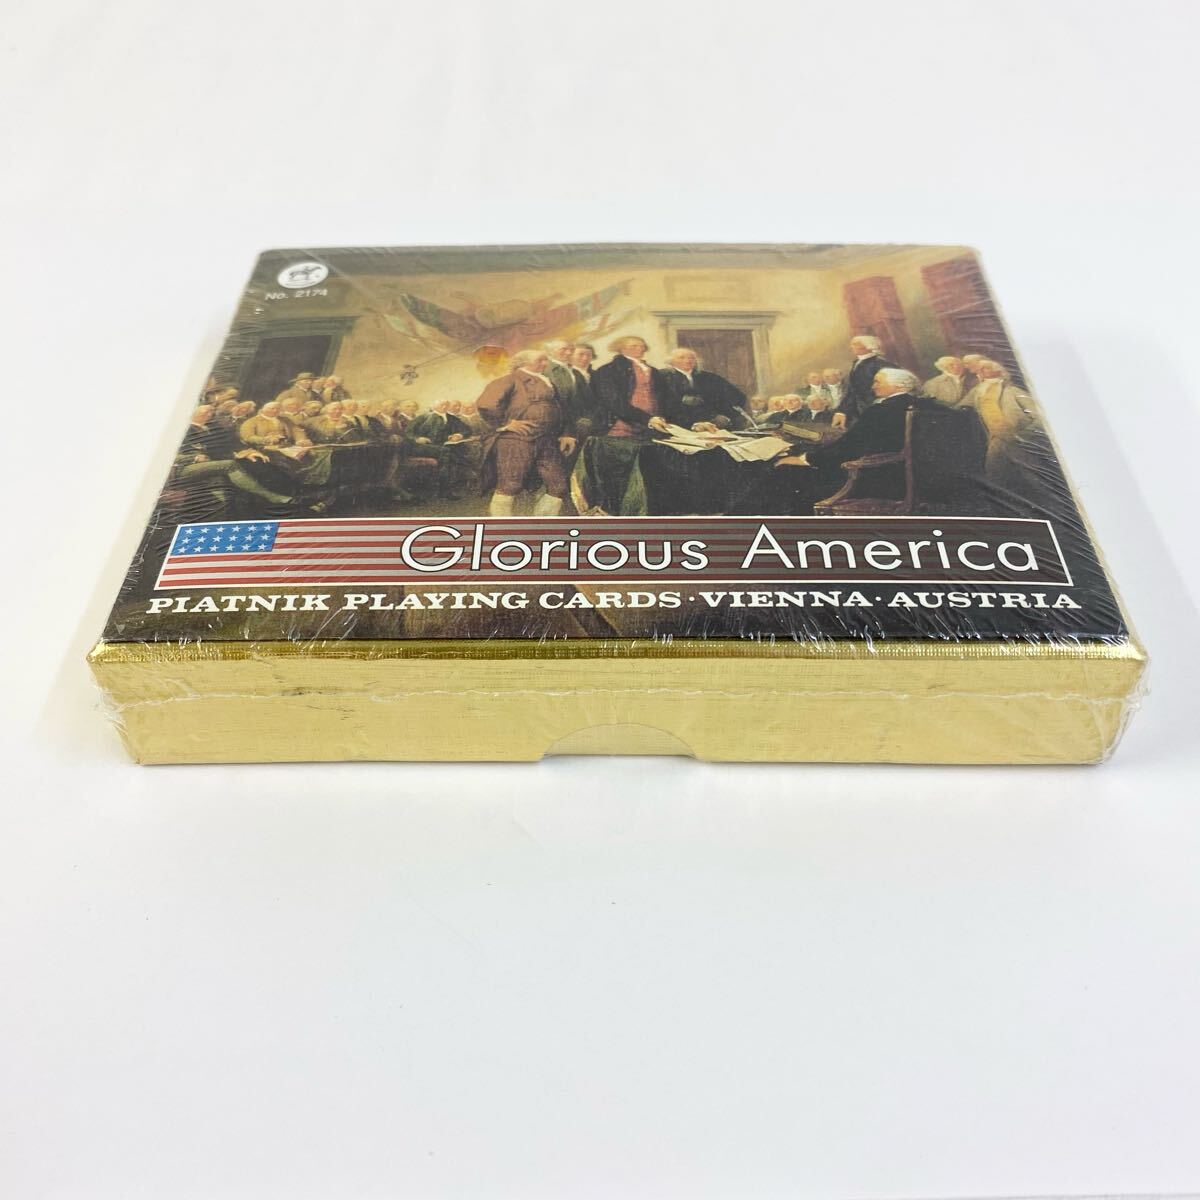 No. 2174
Glorious America
PIATNIK PLAYING CARDS · VIENNA · AUSTRIA